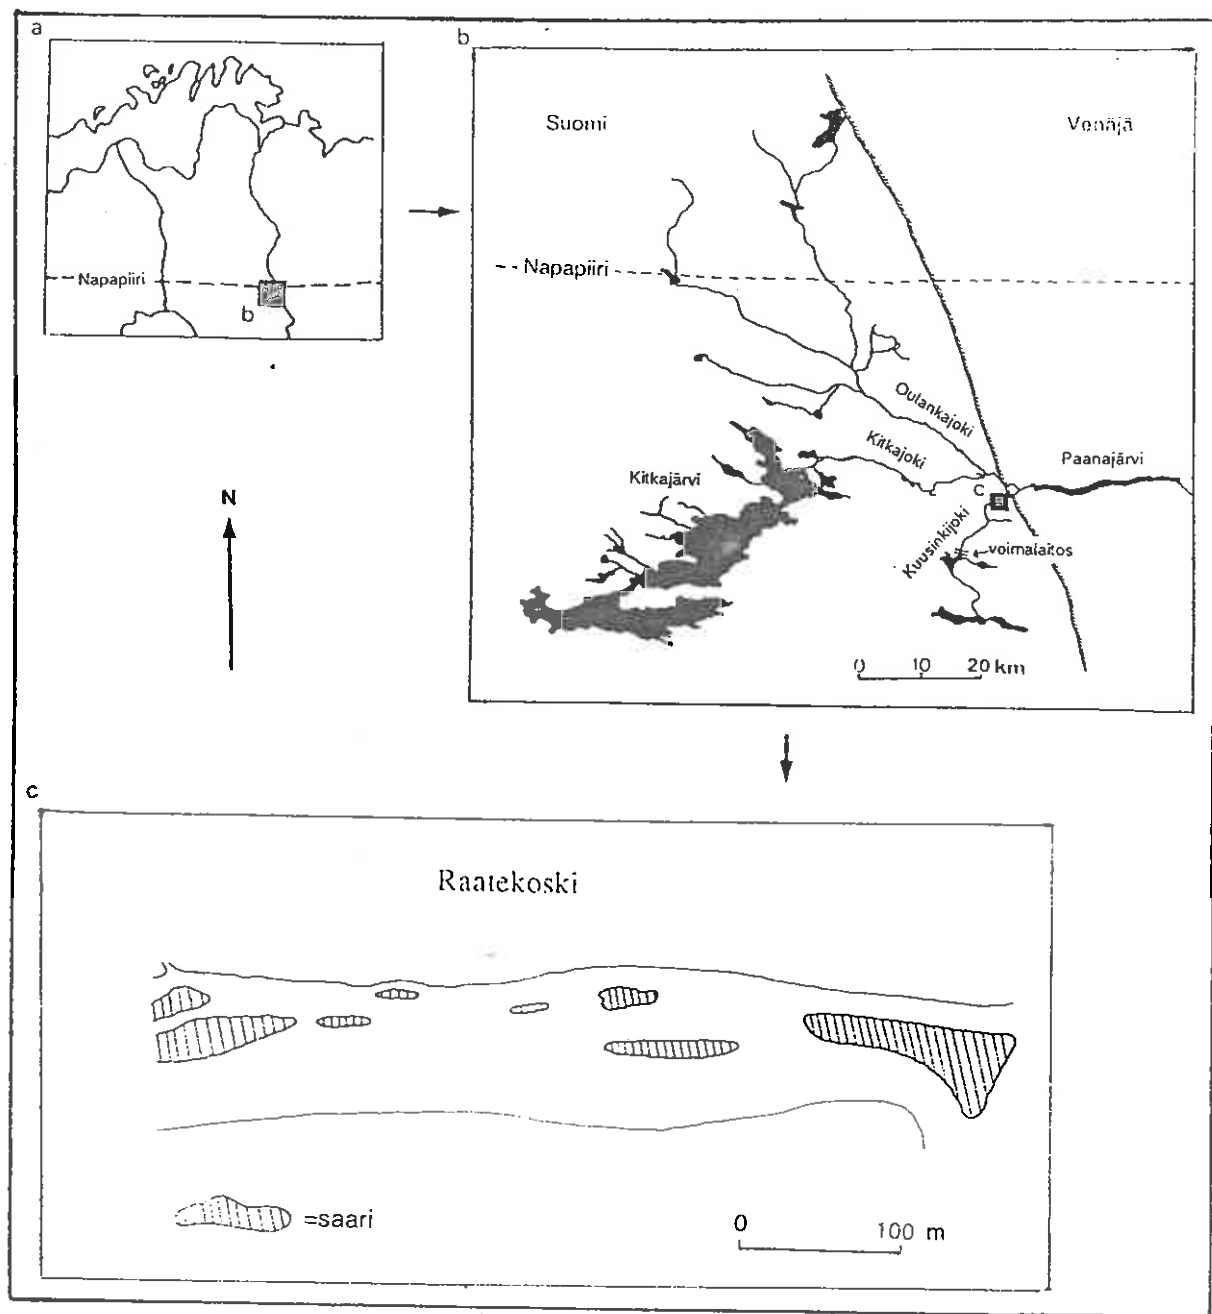 a
Napapiiri
b
b
Suomi
Venäjä
Napapiiri
Oulankajoki
Kitkajoki
Paanajärvi
Kitkajärvi
C
Kuusinkijoki
voimalaitos
0 10 20 km
N
c
Raatekoski
=saari
0 100 m